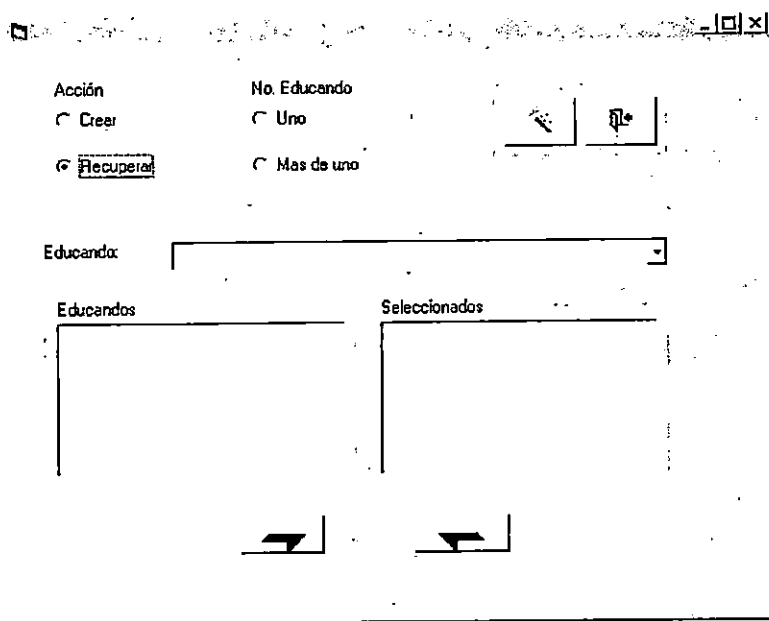 Acción
No. Educando
Crear
Uno
Recuperar
Mas de uno
Educando:
Educandos
Seleccionados